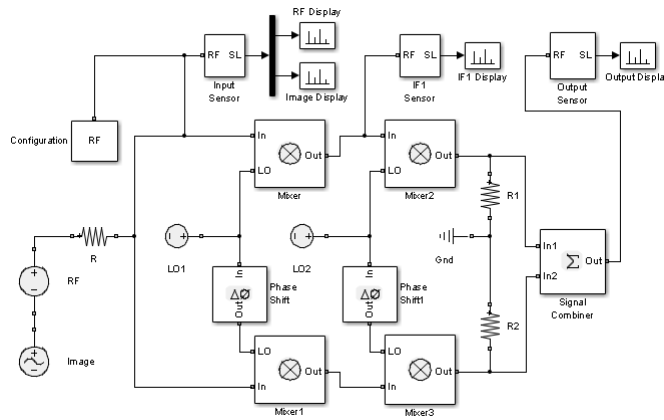 RF Display
RF SL
Input
Sensor
Image Display
RF SL
IF1
Sensor
IF1 Display
RF SL
Output
Sensor
Output Display
Configuration
RF
In
LO
Out
Mixer
In
LO
Out
Mixer2
R
R1
LO1
LO2
Gnd
RF
In
ΔØ
Out
Phase
Shift
In
ΔØ
Out
Phase
Shift1
In1
In2
Σ
Out
Signal
Combiner
R2
Image
LO
In
Out
Mixer1
LO
In
Out
Mixer3